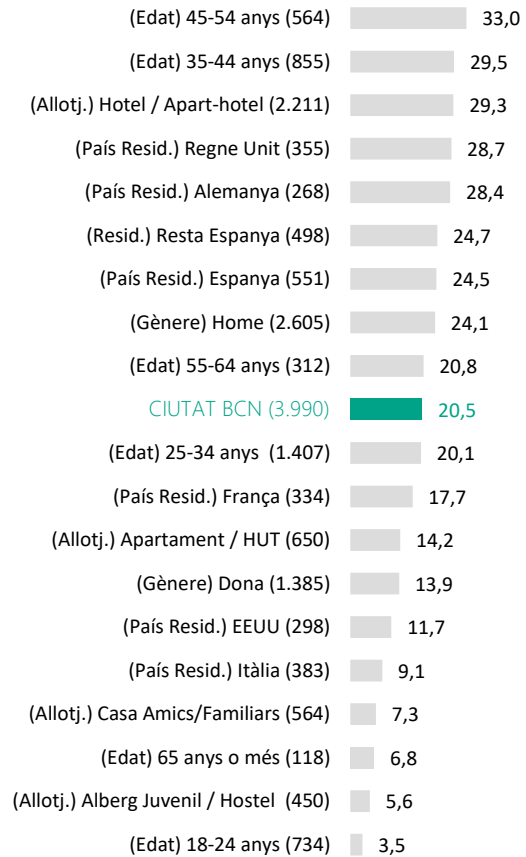 (Edat) 45-54 anys (564) 33,0
(Edat) 35-44 anys (855) 29,5
(Allotj.) Hotel / Apart-hotel (2.211) 29,3
(País Resid.) Regne Unit (355) 28,7
(País Resid.) Alemanya (268) 28,4
(Resid.) Resta Espanya (498) 24,7
(País Resid.) Espanya (551) 24,5
(Gènere) Home (2.605) 24,1
(Edat) 55-64 anys (312) 20,8
CIUTAT BCN (3.990) 20,5
(Edat) 25-34 anys (1.407) 20,1
(País Resid.) França (334) 17,7
(Allotj.) Apartament / HUT (650) 14,2
(Gènere) Dona (1.385) 13,9
(País Resid.) EEUU (298) 11,7
(País Resid.) Itàlia (383) 9,1
(Allotj.) Casa Amics/Familiars (564) 7,3
(Edat) 65 anys o més (118) 6,8
(Allotj.) Alberg Juvenil / Hostel (450) 5,6
(Edat) 18-24 anys (734) 3,5